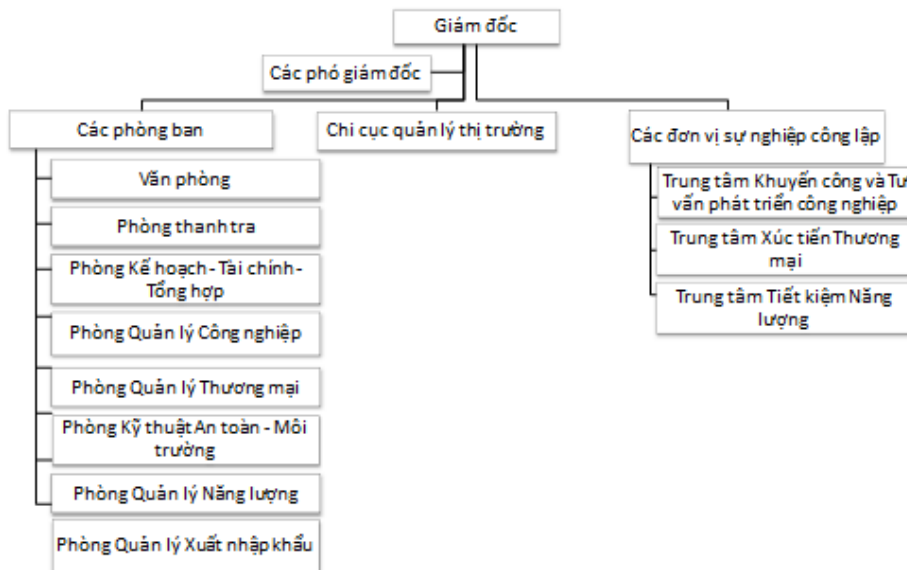 Giám đốc
Các phó giám đốc
Các phòng ban
Văn phòng
Phòng thanh tra
Phòng Kế hoạch - Tài chính -
Tổng hợp
Phòng Quản lý Công nghiệp
Phòng Quản lý Thương mại
Phòng Kỹ thuật An toàn - Môi
trường
Phòng Quản lý Năng lượng
Phòng Quản lý Xuất nhập khẩu
Chi cục quản lý thị trường
Các đơn vị sự nghiệp công lập
Trung tâm Khuyến công và Tư
vấn phát triển công nghiệp
Trung tâm Xúc tiến Thương
mại
Trung tâm Tiết kiệm Năng
lượng